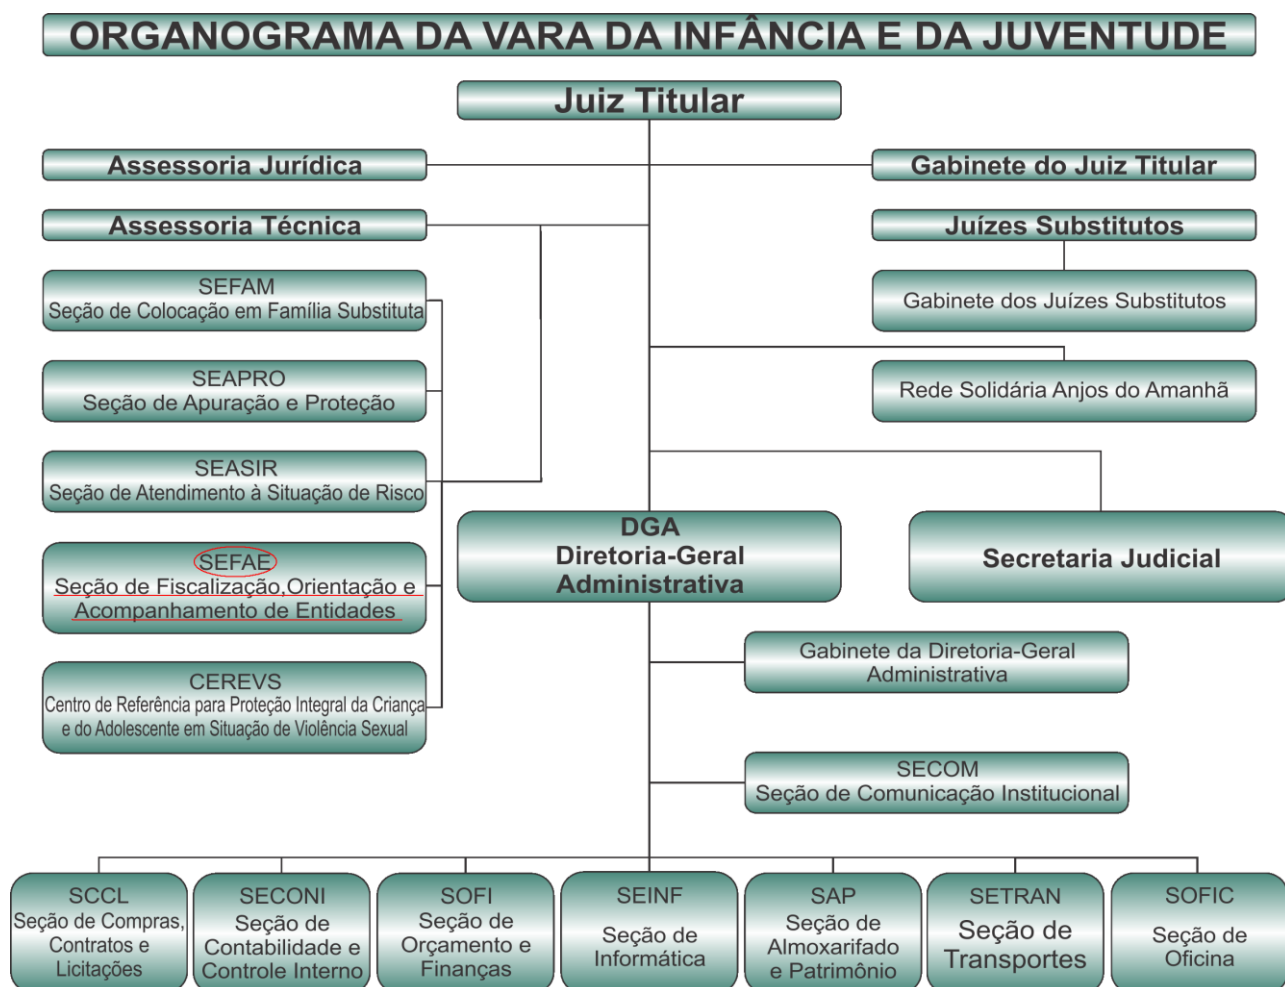 ORGANOGRAMA DA VARA DA INFÂNCIA E DA JUVENTUDE
Juiz Titular
Assessoria Jurídica
Gabinete do Juiz Titular
Assessoria Técnica
Juízes Substitutos
SEFAM
Seção de Colocação em Família Substituta
Gabinete dos Juízes Substitutos
SEAPRO
Seção de Apuração e Proteção
Rede Solidária Anjos do Amanhã
SEASIR
Seção de Atendimento à Situação de Risco
DGA
Diretoria-Geral
Administrativa
Secretaria Judicial
SEFAE
Seção de Fiscalização,Orientação e
Acompanhamento de Entidades
Gabinete da Diretoria-Geral
Administrativa
CEREVS
Centro de Referência para Proteção Integral da Criança
e do Adolescente em Situação de Violência Sexual
SECOM
Seção de Comunicação Institucional
SCCL
Seção de Compras,
Contratos e
Licitações
SECONI
Seção de
Contabilidade e
Controle Interno
SOFI
Seção de
Orçamento e
Finanças
SEINF
Seção de
Informática
SAP
Seção de
Almoxarifado
e Patrimônio
SETRAN
Seção de
Transportes
SOFIC
Seção de
Oficina